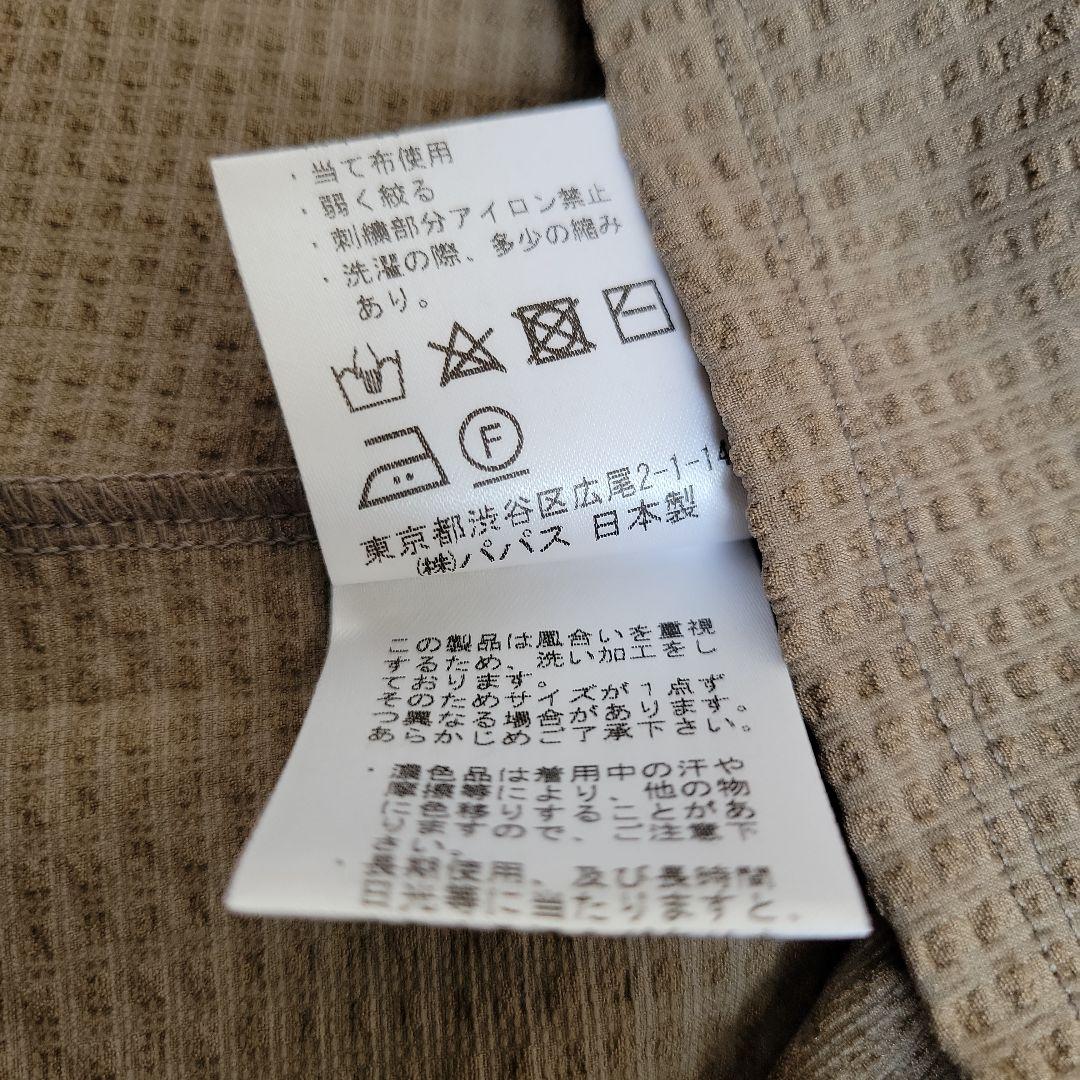 ・当て布使用
・弱く絞る
・刺繍部分アイロン禁止
・洗濯の際、多少の縮み
あり。
F
東京都渋谷区広尾2-1-14
(株)パパス 日本製
この製品は風合いを重視
するため、洗い加工をし
ております。
そのためサイズが1点ず
つ異なる場合があります。
あらかじめご了承下さい。
・濃色品は着用中の汗や
摩擦等により、他の物
に色移りすることがあ
りますので、ご注意下
さい。
・長期使用、及び長時間
日光等に当たりますと、